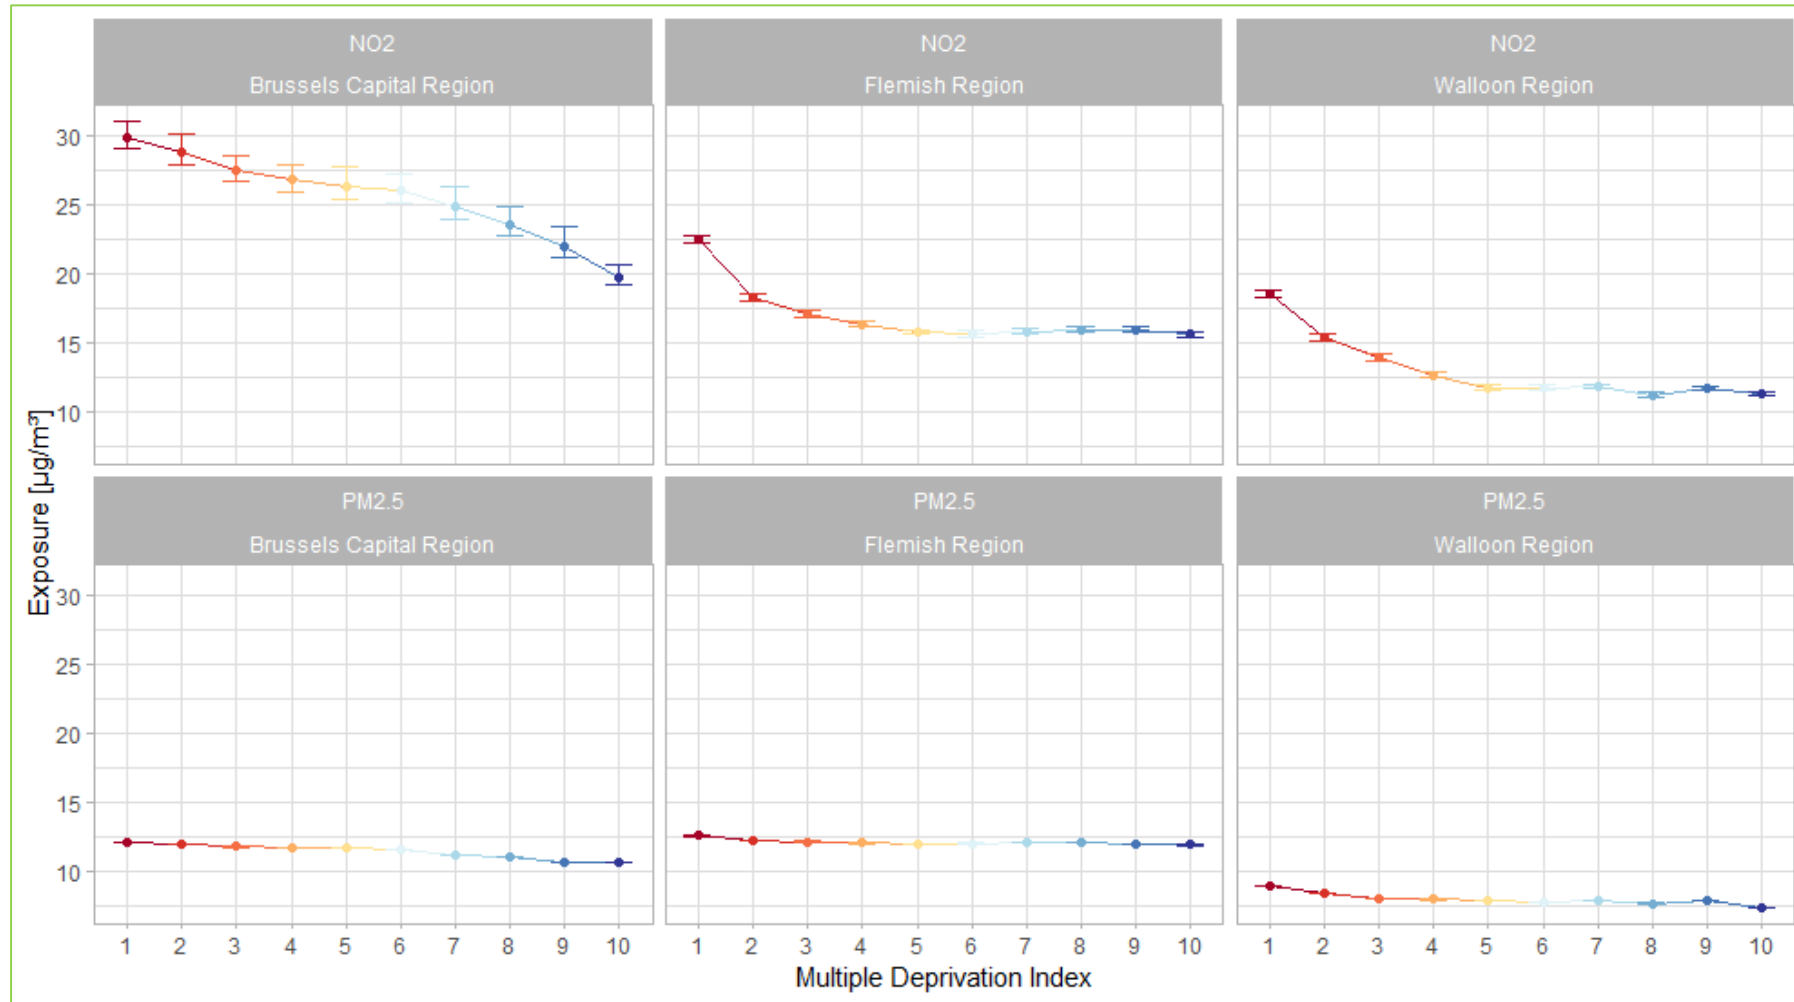 NO2
Brussels Capital Region
NO2
Flemish Region
NO2
Walloon Region
30
25
20
15
10
Exposure [µg/m³]
PM2.5
Brussels Capital Region
PM2.5
Flemish Region
PM2.5
Walloon Region
30
25
20
15
10
1 2 3 4 5 6 7 8 9 10
1 2 3 4 5 6 7 8 9 10
1 2 3 4 5 6 7 8 9 10
Multiple Deprivation Index